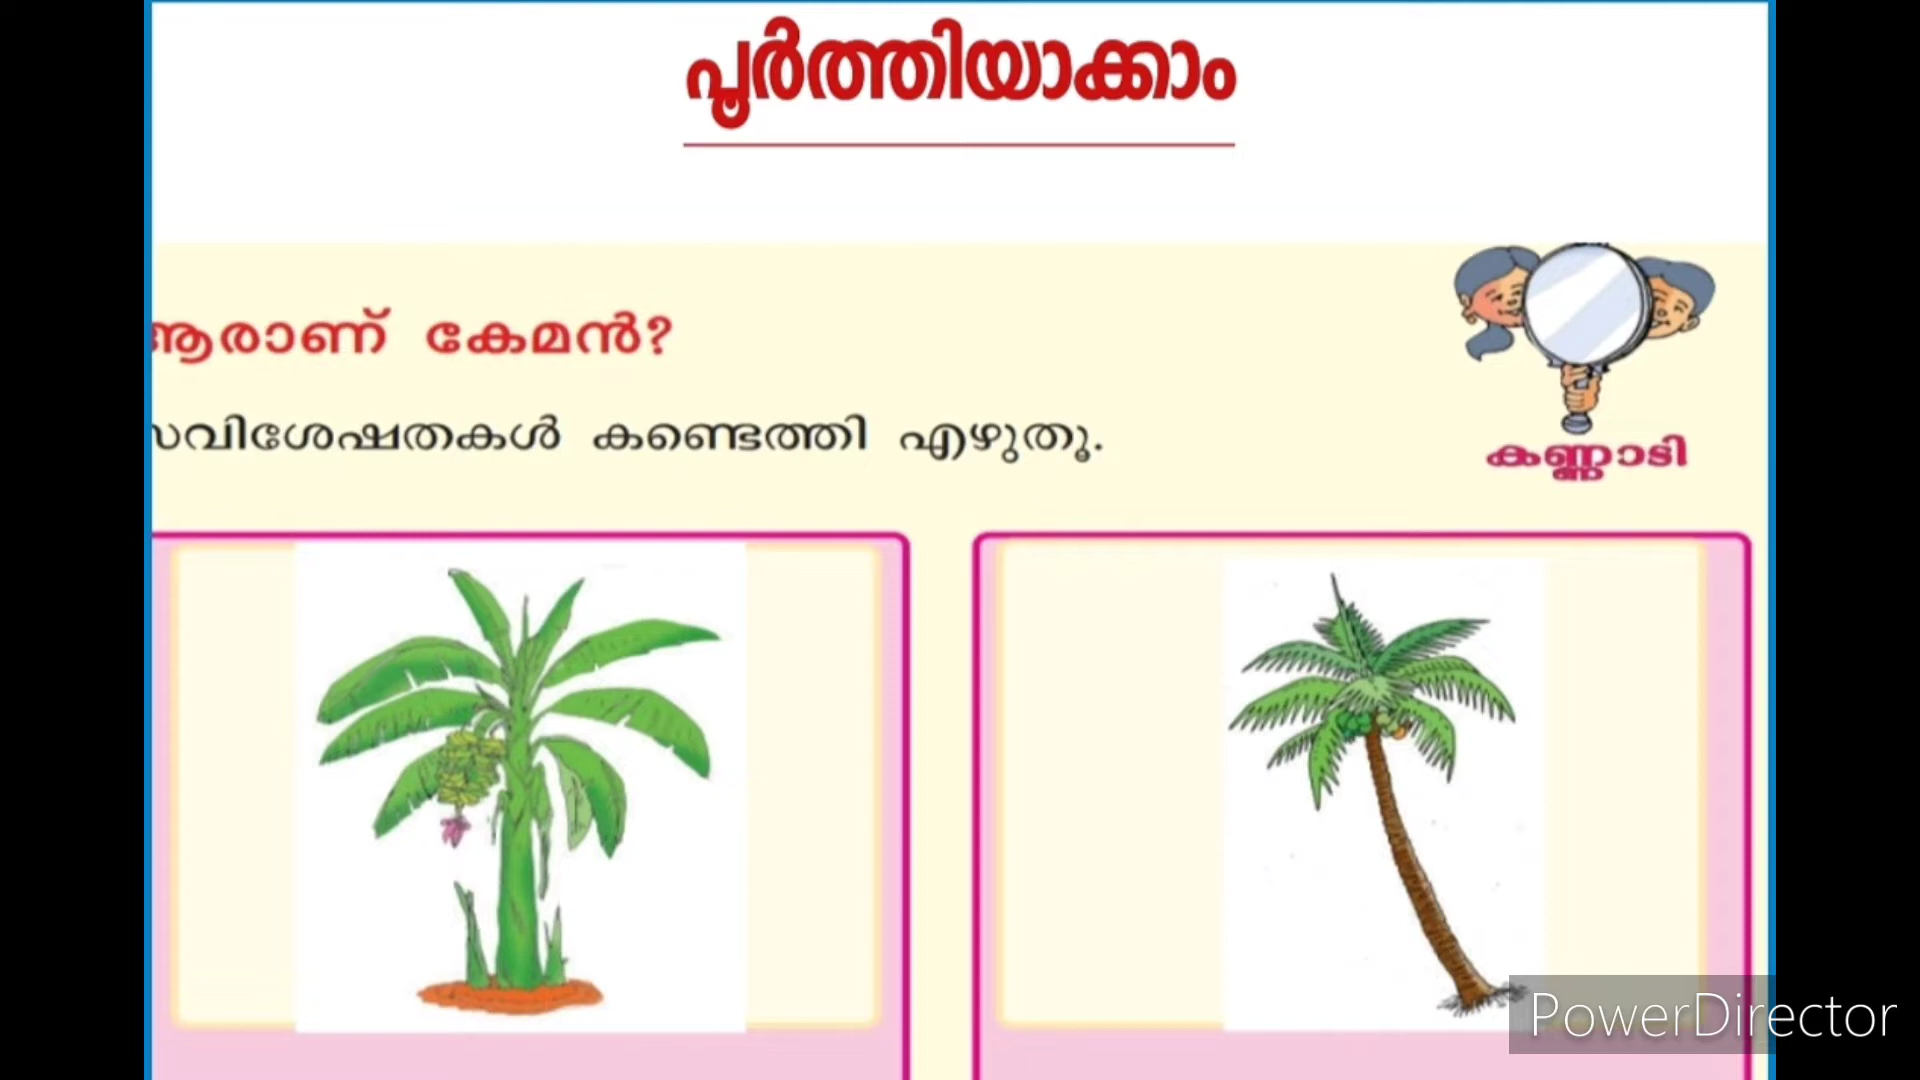 പൂർത്തിയാക്കാം
ആരാണ് കേമൻ?
സവിശേഷതകൾ കണ്ടെത്തി എഴുതൂ.
കണ്ണാടി
PowerDirector